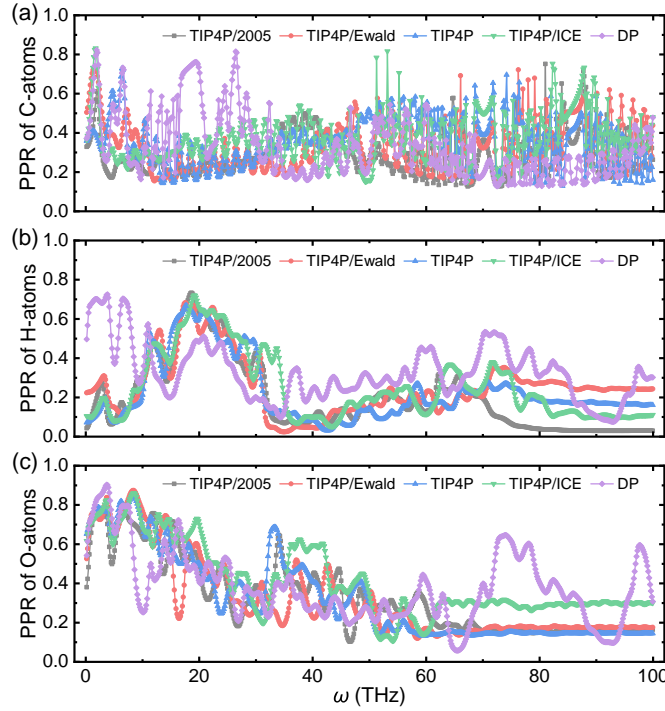 (a)
TIP4P/2005 TIP4P/Ewald TIP4P TIP4P/ICE DP
PPR of C-atoms
1.0
0.8
0.6
0.4
0.2
0.0
(b)
TIP4P/2005 TIP4P/Ewald TIP4P TIP4P/ICE DP
PPR of H-atoms
1.0
0.8
0.6
0.4
0.2
0.0
(c)
TIP4P/2005 TIP4P/Ewald TIP4P TIP4P/ICE DP
PPR of O-atoms
1.0
0.8
0.6
0.4
0.2
0.0
0 20 40 60 80 100
ω (THz)